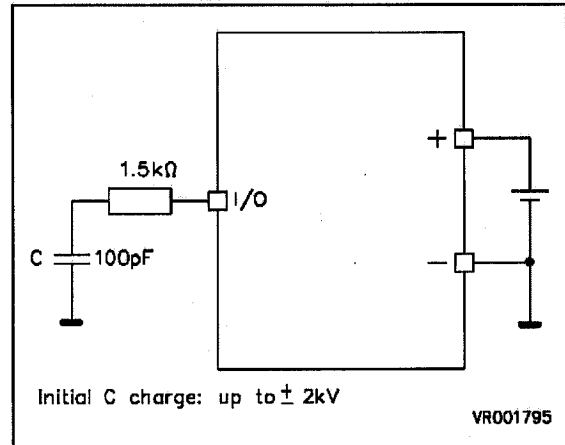 +
1.5kΩ
I/O
C 100pF
−
Initial C charge: up to ± 2kV
VR001795